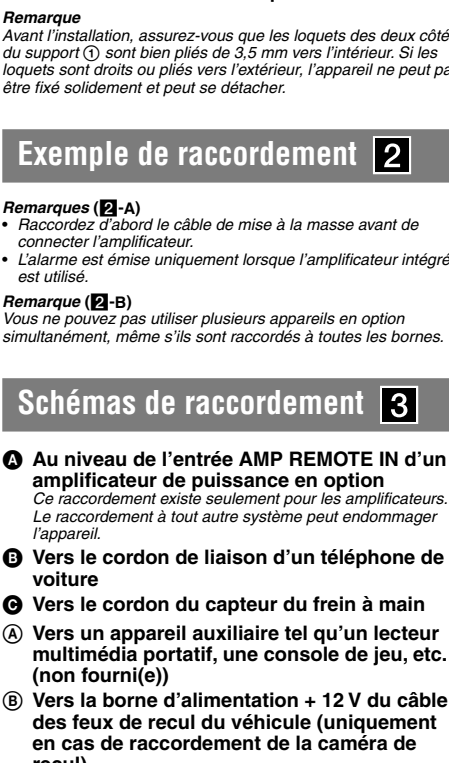 Remarque
Avant l'installation, assurez-vous que les loquets des deux côté
du support ① sont bien pliés de 3,5 mm vers l'intérieur. Si les
loquets sont droits ou pliés vers l'extérieur, l'appareil ne peut pa
être fixé solidement et peut se détacher.
Exemple de raccordement 2
Remarques (2-A)
• Raccordez d'abord le câble de mise à la masse avant de
connecter l'amplificateur.
• L'alarme est émise uniquement lorsque l'amplificateur intégré
est utilisé.
Remarque (2-B)
Vous ne pouvez pas utiliser plusieurs appareils en option
simultanément, même s'ils sont raccordés à toutes les bornes.
Schémas de raccordement 3
🅐 Au niveau de l'entrée AMP REMOTE IN d'un
amplificateur de puissance en option
Ce raccordement existe seulement pour les amplificateurs.
Le raccordement à tout autre système peut endommager
l'appareil.
🅑 Vers le cordon de liaison d'un téléphone de
voiture
🅒 Vers le cordon du capteur du frein à main
Ⓐ Vers un appareil auxiliaire tel qu'un lecteur
multimédia portatif, une console de jeu, etc.
(non fourni(e))
Ⓑ Vers la borne d'alimentation + 12 V du câble
des feux de recul du véhicule (uniquement
en cas de raccordement de la caméra de
recul)